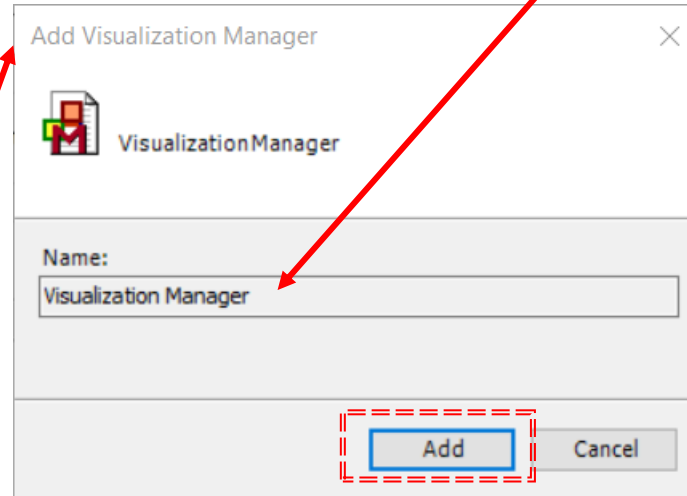 Add Visualization Manager
VisualizationManager
Name:
Visualization Manager
Add
Cancel